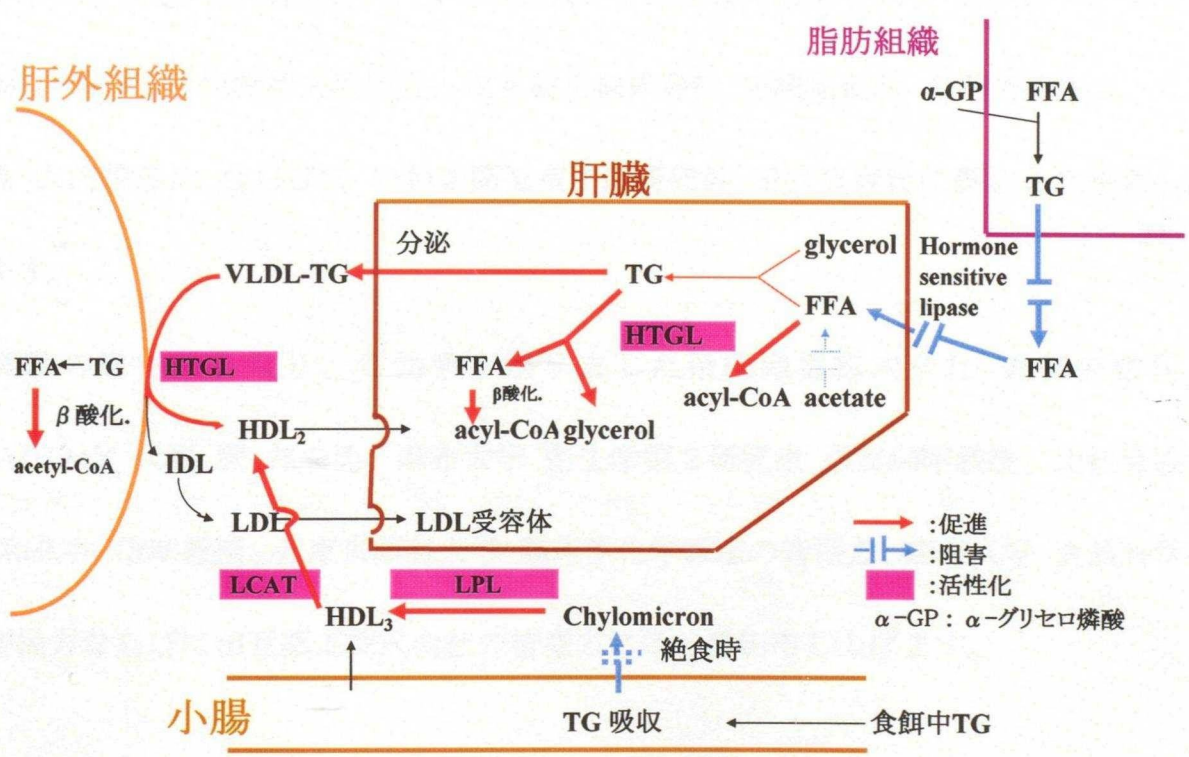 脂肪組織
肝外組織
α-GP FFA
TG
肝臓
分泌
glycerol
Hormone
sensitive
lipase
VLDL-TG
TG
FFA
HTGL
FFA
FFA TG
HTGL
FFA
β酸化.
acyl-CoA acetate
β酸化.
acyl-CoA glycerol
HDL2
acetyl-CoA
IDL
LDL
LDL受容体
:促進
:阻害
:活性化
α-GP : α-グリセロ燐酸
LCAT
LPL
HDL3
Chylomicron
絶食時
小腸
TG 吸収
食餌中TG